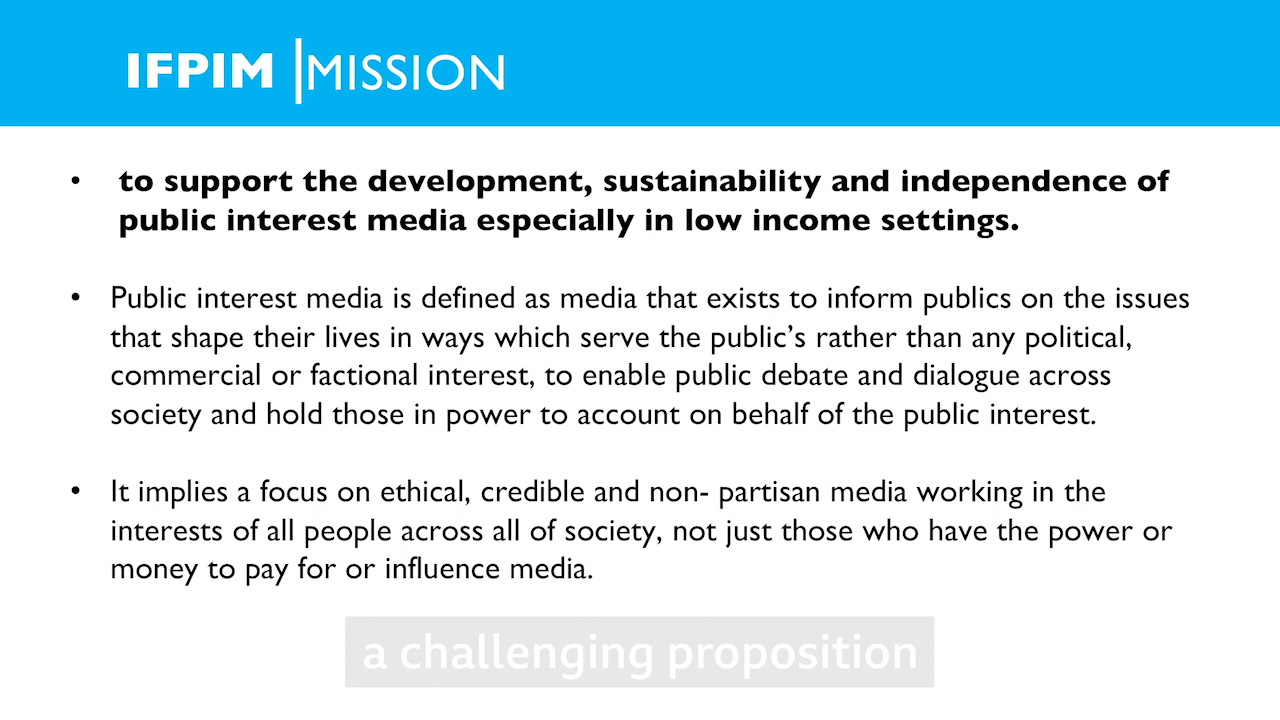 IFPIM | MISSION
• to support the development, sustainability and independence of
public interest media especially in low income settings.
• Public interest media is defined as media that exists to inform publics on the issues
that shape their lives in ways which serve the public’s rather than any political,
commercial or factional interest, to enable public debate and dialogue across
society and hold those in power to account on behalf of the public interest.
• It implies a focus on ethical, credible and non- partisan media working in the
interests of all people across all of society, not just those who have the power or
money to pay for or influence media.
a challenging proposition